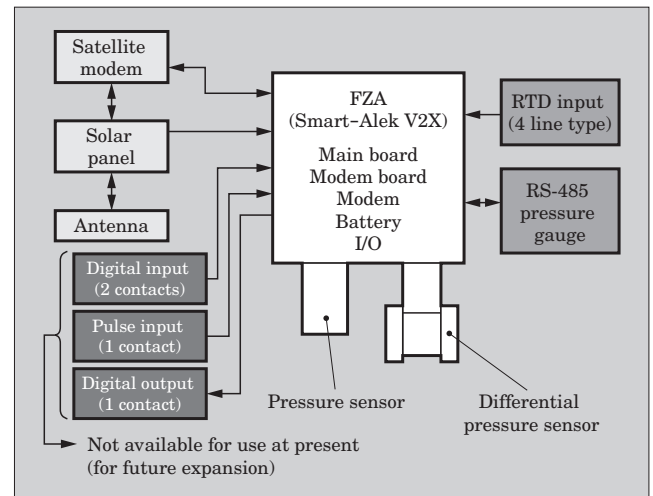 Satellite
modem
Solar
panel
Antenna
Digital input
(2 contacts)
Pulse input
(1 contact)
Digital output
(1 contact)
Not available for use at present
(for future expansion)
FZA
(Smart-Alek V2X)
Main board
Modem board
Modem
Battery
I/O
Pressure sensor
Differential
pressure sensor
RTD input
(4 line type)
RS-485
pressure
gauge